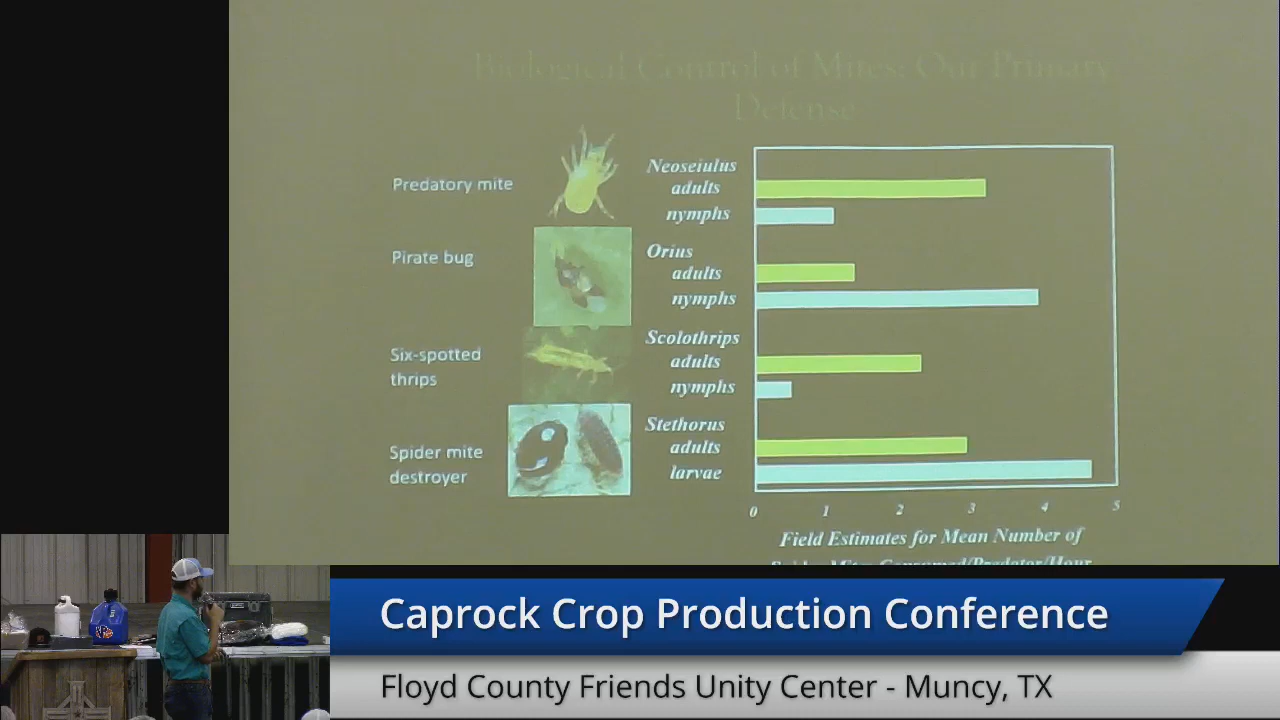 Biological Control of Mites: Our Primary
Defense
Predatory mite
Neoseiulus
adults
nymphs
Pirate bug
Orius
adults
nymphs
Six-spotted
thrips
Scolothrips
adults
nymphs
Spider mite
destroyer
Stethorus
adults
larvae
0 1 2 3 4 5
Field Estimates for Mean Number of
Spider Mites Consumed/Predator/Hour
Caprock Crop Production Conference
Floyd County Friends Unity Center - Muncy, TX